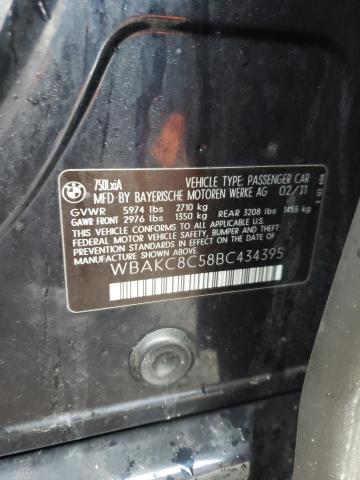 750LxiA VEHICLE TYPE: PASSENGER CAR
MFD BY BAYERISCHE MOTOREN WERKE AG 02/11
GVWR 5974 lbs 2710 kg
GAWR FRONT 2976 lbs 1350 kg REAR 3208 lbs 1455 kg
THIS VEHICLE CONFORMS TO ALL APPLICABLE
FEDERAL MOTOR VEHICLE SAFETY, BUMPER, AND THEFT
PREVENTION STANDARDS IN EFFECT ON THE DATE OF
MANUFACTURE SHOWN ABOVE.
WBAKC8C58BC434395